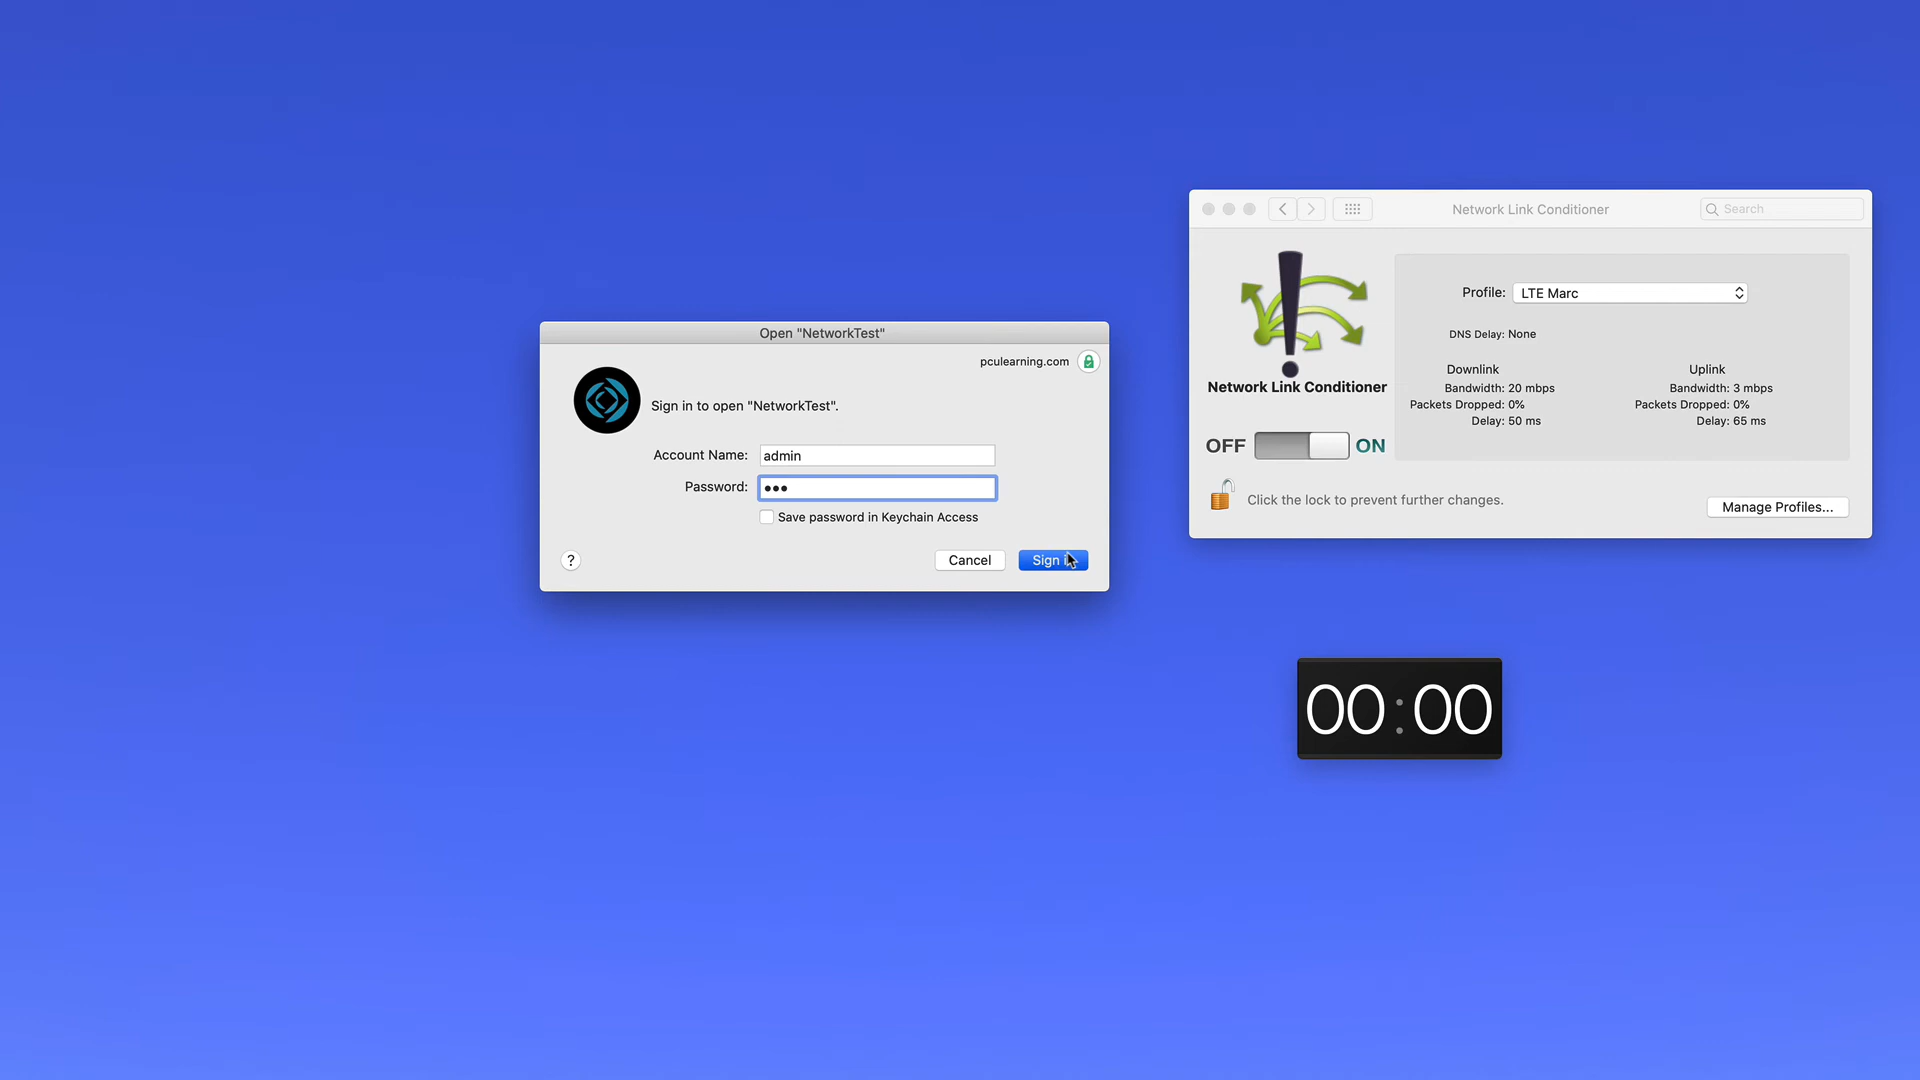 Open "NetworkTest"
pculearning.com
Sign in to open "NetworkTest".
Account Name: admin
Password: •••
Save password in Keychain Access
?
Cancel
Sign
Network Link Conditioner
Search
Network Link Conditioner
OFF ON
Profile: LTE Marc
DNS Delay: None
Downlink Uplink
Bandwidth: 20 mbps Bandwidth: 3 mbps
Packets Dropped: 0% Packets Dropped: 0%
Delay: 50 ms Delay: 65 ms
Click the lock to prevent further changes.
Manage Profiles...
00:00